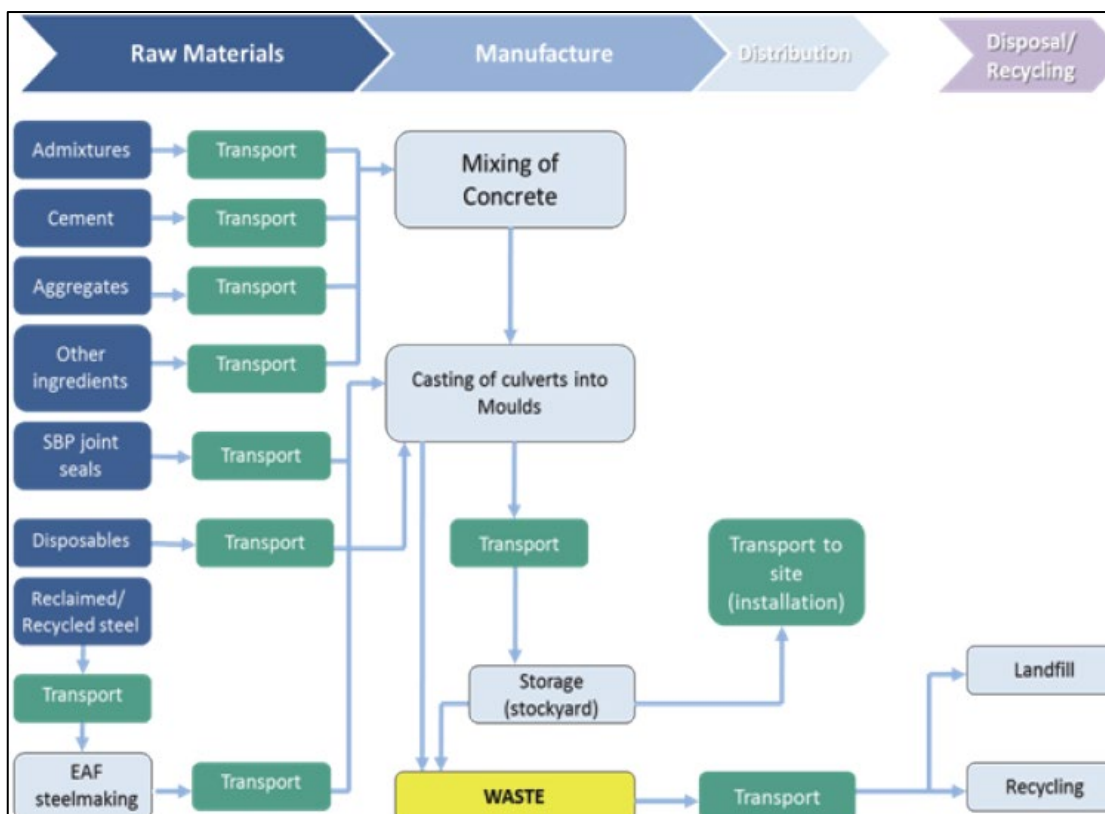 Raw Materials
Manufacture
Distribution
Disposal/
Recycling
Admixtures
Transport
Mixing of
Concrete
Cement
Transport
Aggregates
Transport
Other
ingredients
Transport
Casting of culverts into
Moulds
SBP joint
seals
Transport
Disposables
Transport
Transport
Transport to
site
(installation)
Reclaimed/
Recycled steel
Transport
Storage
(stockyard)
Landfill
EAF
steelmaking
Transport
WASTE
Transport
Recycling